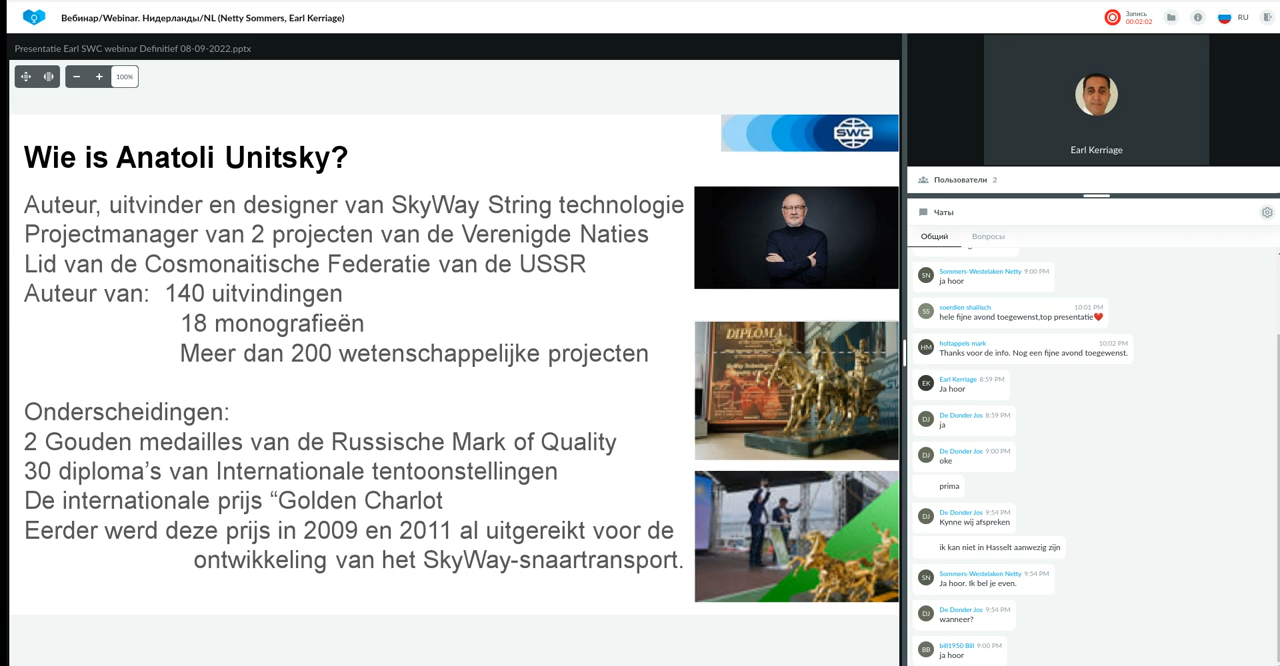 Вебинар/Webinar. Нидерланды/NL (Netty Sommers, Earl Kerriage)
Запись
00:02:02
RU
Presentatie Earl SWC webinar Definitief 08-09-2022.pptx
100%
SWC
Wie is Anatoli Unitsky?
Auteur, uitvinder en designer van SkyWay String technologie
Projectmanager van 2 projecten van de Verenigde Naties
Lid van de Cosmonaitische Federatie van de USSR
Auteur van: 140 uitvindingen
18 monografieën
Meer dan 200 wetenschappelijke projecten
Onderscheidingen:
2 Gouden medailles van de Russische Mark of Quality
30 diploma’s van Internationale tentoonstellingen
De internationale prijs “Golden Charlot
Eerder werd deze prijs in 2009 en 2011 al uitgereikt voor de
ontwikkeling van het SkyWay-snaartransport.
DIPLOMA
Earl Kerriage
Пользователи 2
Чаты
Общий Вопросы
SN Sommers-Westelaken Netty 9:00 PM
ja hoor
SS soerdien shailisch 10:01 PM
hele fijne avond toegewenst,top presentatie❤️
HM holtappels mark 10:02 PM
Thanks voor de info. Nog een fijne avond toegewenst.
EK Earl Kerriage 8:59 PM
Ja hoor
DJ De Donder Jos 8:59 PM
ja
DJ De Donder Jos 9:00 PM
oke
prima
DJ De Donder Jos 9:54 PM
Kynne wij afspreken
ik kan niet in Hasselt aanwezig zijn
SN Sommers-Westelaken Netty 9:54 PM
Ja hoor. Ik bel je even.
DJ De Donder Jos 9:54 PM
wanneer?
BB bill1950 Bill 9:00 PM
ja hoor